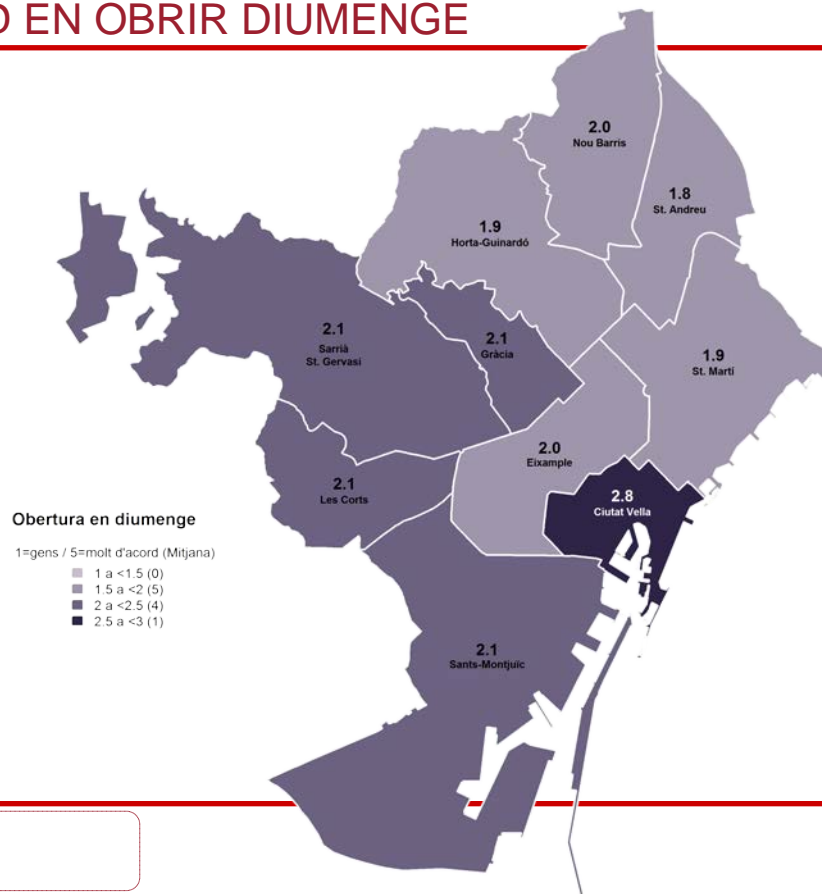 EN OBRIR DIUMENGE
2.0
Nou Barris
1.8
St. Andreu
1.9
Horta-Guinardó
2.1
Sarrià
St. Gervasi
2.1
Gràcia
1.9
St. Martí
2.0
Eixample
2.1
Les Corts
2.8
Ciutat Vella
Obertura en diumenge
1=gens / 5=molt d'acord (Mitjana)
1 a <1.5 (0)
1.5 a <2 (5)
2 a <2.5 (4)
2.5 a <3 (1)
2.1
Sants-Montjuïc